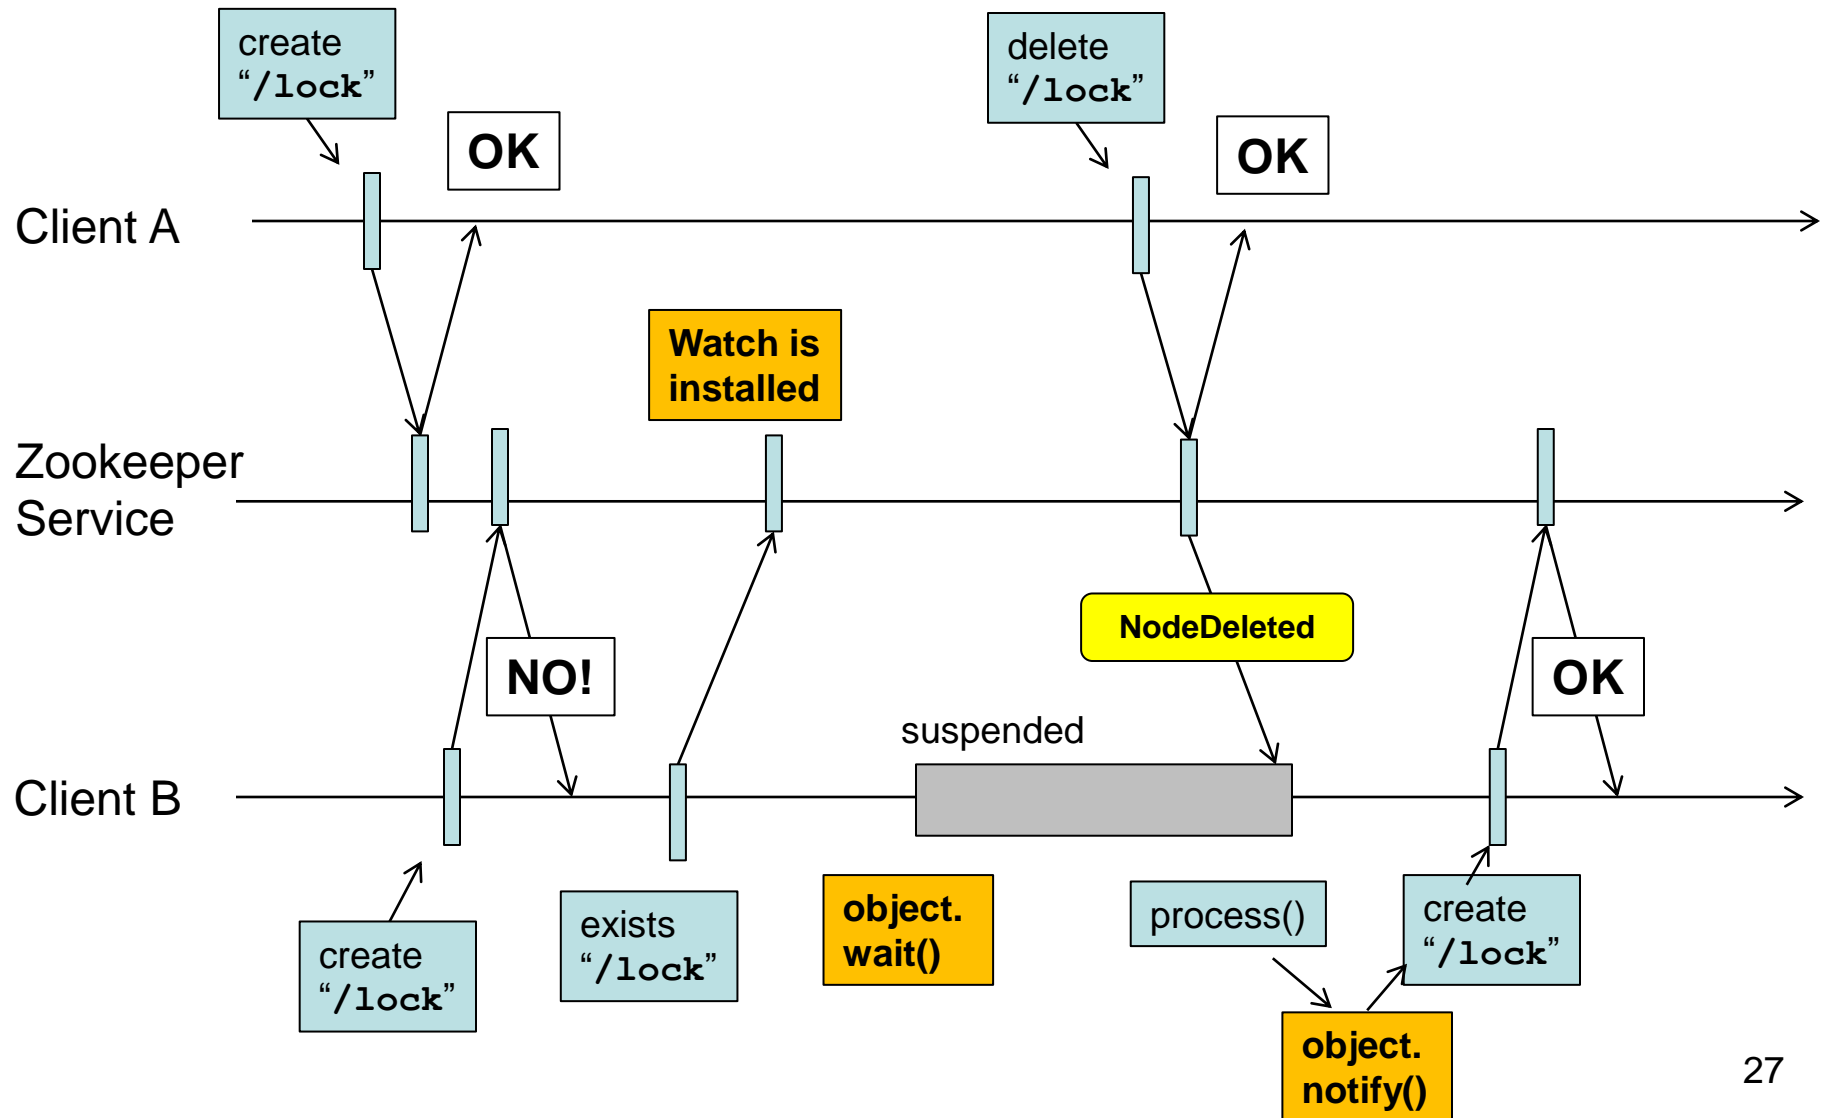 create
“/lock”
OK
delete
“/lock”
OK
Client A
Watch is
installed
Zookeeper
Service
NodeDeleted
NO!
OK
suspended
Client B
create
“/lock”
exists
“/lock”
object.
wait()
process()
create
“/lock”
object.
notify()
27